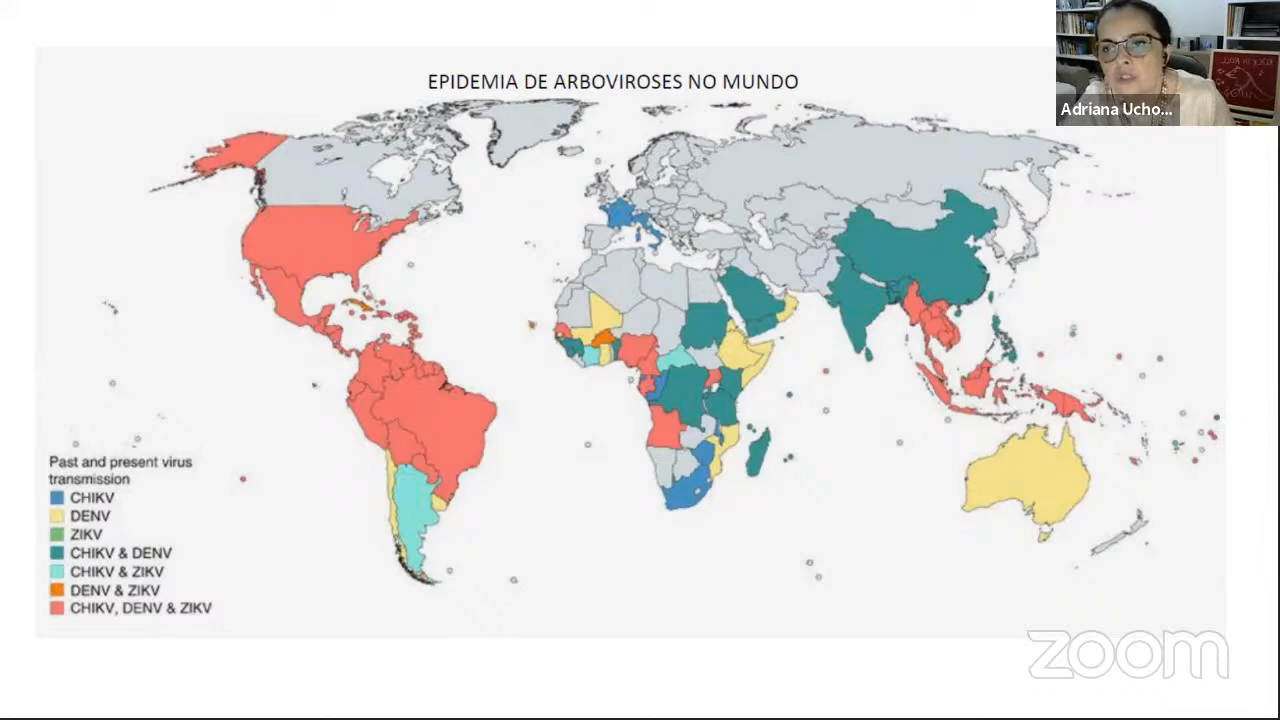 EPIDEMIA DE ARBOVIROSES NO MUNDO
Adriana Ucho...
Past and present virus
transmission
CHIKV
DENV
ZIKV
CHIKV & DENV
CHIKV & ZIKV
DENV & ZIKV
CHIKV, DENV & ZIKV
zoom